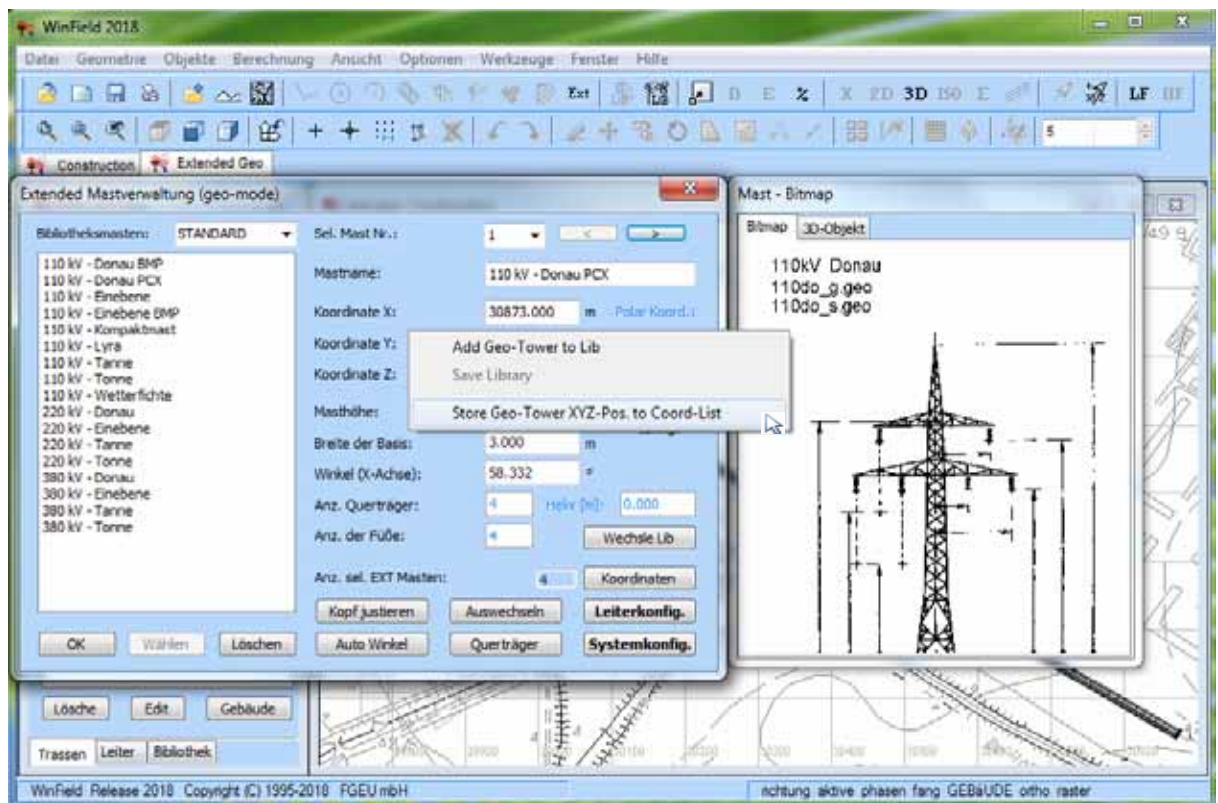 WinField 2018
Datei Geometrie Objekte Berechnung Ansicht Optionen Werkzeuge Fenster Hilfe
Ext D E X 2D 3D ISO E LF HF
5
Construction Extended Geo
Extended Mastverwaltung (geo-mode)
Bibliotheksmasten: STANDARD
110 kV - Donau BMP
110 kV - Donau PCX
110 kV - Einebene
110 kV - Einebene BMP
110 kV - Kompaktmast
110 kV - Lyra
110 kV - Tanne
110 kV - Tonne
110 kV - Wetterfichte
220 kV - Donau
220 kV - Einebene
220 kV - Tanne
220 kV - Tonne
380 kV - Donau
380 kV - Einebene
380 kV - Tanne
380 kV - Tonne
OK Wählen Löschen
Sel. Mast Nr.: 1 < >
Mastname: 110 kV - Donau PCX
Koordinate X: 30873.000 m Polar Koord.:
Koordinate Y:
Koordinate Z:
Masthöhe:
Breite der Basis: 3.000 m
Winkel (X-Achse): 58.332 °
Anz. Querträger: 4 0.000
Anz. der Füße: 4 Wechsle Lib
Anz. sel. EXT Masten: 4 Koordinaten
Kopf justieren Auswechseln Leiterkonfig.
Auto Winkel Querträger Systemkonfig.
Add Geo-Tower to Lib
Save Library
Store Geo-Tower XYZ-Pos. to Coord-List
Mast - Bitmap
Bitmap 3D-Objekt
110kV Donau
110do_g.geo
110do_s.geo
Lösche Edit Gebäude
Trassen Leiter Bibliothek
WinField Release 2018 Copyright (C) 1995-2018 FGEU mbH
richtung aktive phasen fang GEBäUDE ortho raster